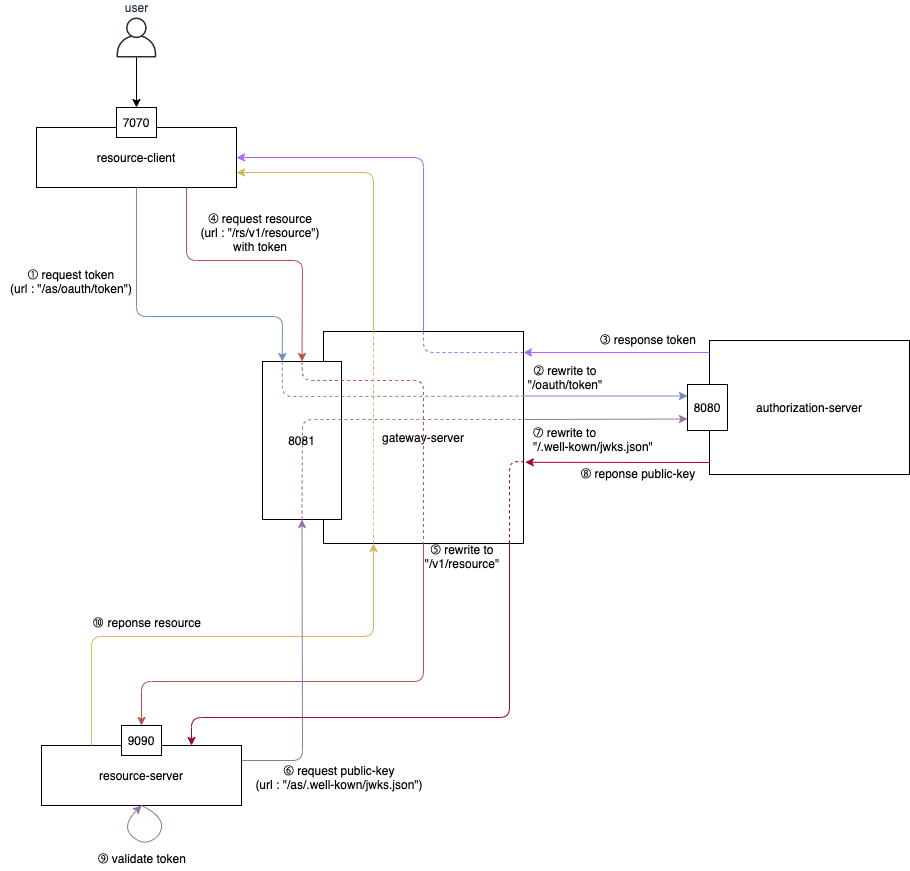 user
7070
resource-client
④ request resource
(url : "/rs/v1/resource")
with token
① request token
(url : "/as/oauth/token")
③ response token
② rewrite to
"/oauth/token"
8080
authorization-server
8081
gateway-server
⑦ rewrite to
"/.well-kown/jwks.json"
⑧ reponse public-key
⑤ rewrite to
"/v1/resource"
⑩ reponse resource
9090
resource-server
⑥ request public-key
(url : "/as/.well-kown/jwks.json")
⑨ validate token